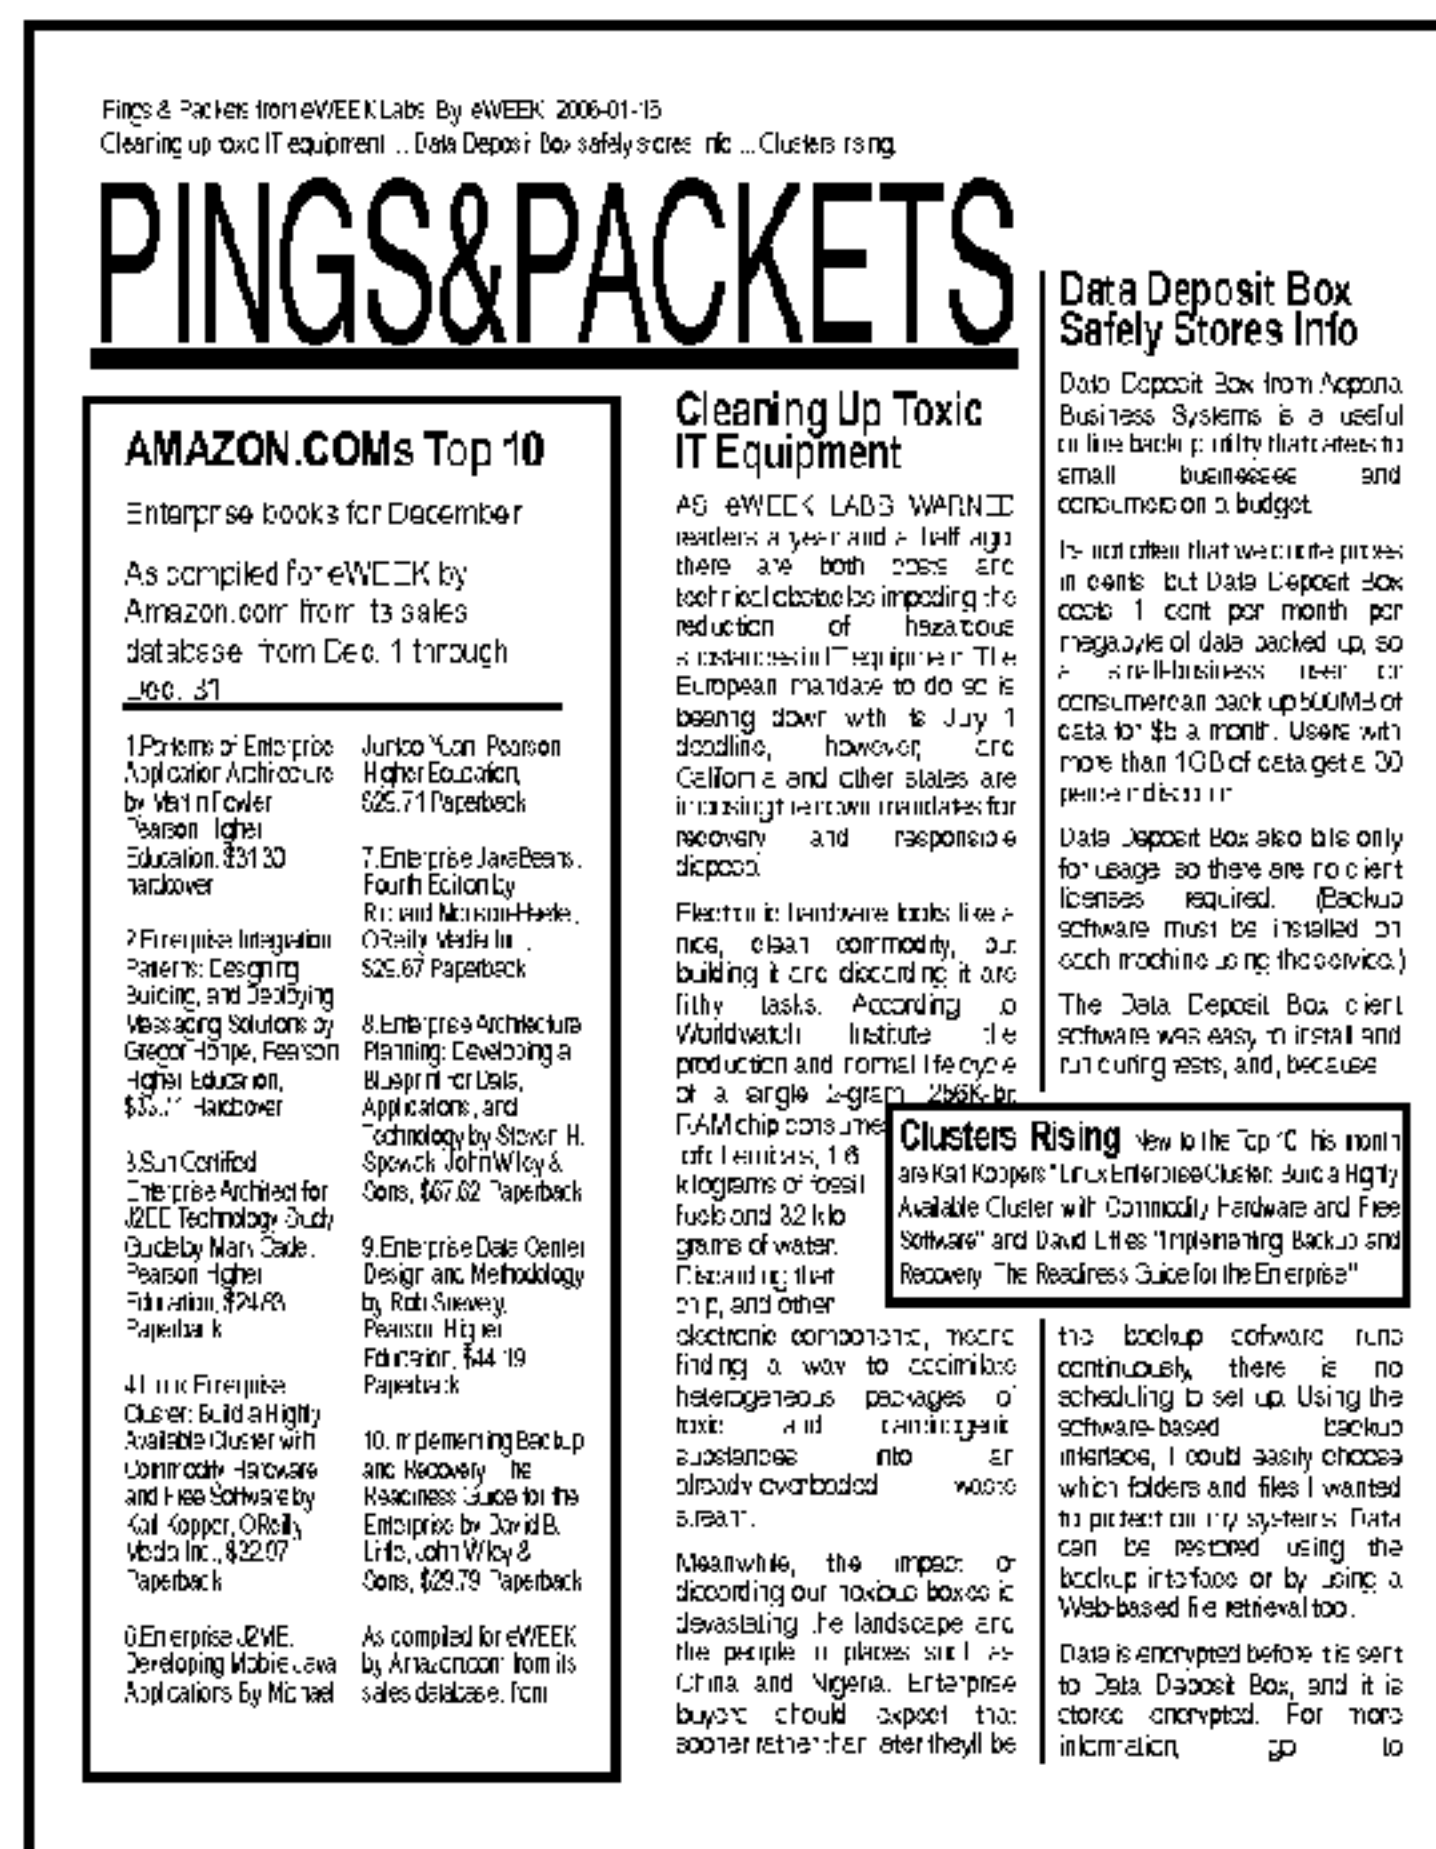 Pings & Packets from eWEEK Labs By eWEEK 2006-01-15
Cleaning up toxic IT equipment ... Data Deposit Box safely stores info ... Clusters rising.
PINGS&PACKETS
AMAZON.COMs Top 10
Enterprise books for December
As compiled for eWEEK by
Amazon.com from its sales
database from Dec. 1 through
Dec. 31
1.Patterns of Enterprise
Application Architecture
by Martin Fowler
Pearson Higher
Education, $31.30
hardcover
2.Enterprise Integration
Patterns: Designing
Building, and Deploying
Messaging Solutions by
Gregor Hohpe, Pearson
Higher Education,
Hardcover
3.Sun Certified
Enterprise Architect for
J2EE Technology Study
Guide by Mark Cade,
Pearson Higher
Education, $24.63
Paperback
4.Linux Enterprise
Cluster: Build a Highly
Available Cluster with
Commodity Hardware
and Free Software by
Karl Kopper, OReilly
Media Inc., $32.97
Paperback
6.Enterprise J2ME:
Developing Mobile Java
Applications By Michael
Juntao Yuan, Pearson
Higher Education,
$29.71 Paperback
7.Enterprise JavaBeans,
Fourth Edition by
Richard Monson-Haefel,
OReilly Media Inc.,
$29.67 Paperback
8.Enterprise Architecture
Planning: Developing a
Blueprint for Data,
Applications, and
Technology by Steven H.
Spewak, John Wiley &
Sons, $67.62 Paperback
9.Enterprise Data Center
Design and Methodology
by Rob Snevely,
Pearson Higher
Education, $44.19
Paperback
10.Implementing Backup
and Recovery: The
Readiness Guide for the
Enterprise by David B.
Little, John Wiley &
Sons, $29.79 Paperback
As compiled for eWEEK
by Amazon.com from its
sales database, from
Cleaning Up Toxic
IT Equipment
AS eWEEK LABS WARNED
readers a year and a half ago,
there are both costs and
technical obstacles impeding the
reduction of hazardous
substances in IT equipment. The
European mandate to do so is
bearing down with its July 1
deadline, however, and
California and other states are
imposing their own mandates for
recovery and responsible
disposal.
Electronic hardware looks like a
nice, clean commodity, but
building it and discarding it are
filthy tasks. According to
Worldwatch Institute the
production and normal life cycle
of a single 2-gram 256K-bit
RAM chip consume
of chemicals, 1.6
kilograms of fossil
fuels and 32 kilo
grams of water.
Discarding that
chip, and other
electronic components, means
finding a way to assimilate
heterogeneous packages of
toxic and carcinogenic
substances into an
already overloaded waste
stream.
Meanwhile, the impact of
discarding our noxious boxes is
devastating the landscape and
the people in places such as
China and Nigeria. Enterprise
buyers should expect that
sooner rather than later theyll be
Data Deposit Box
Safely Stores Info
Data Deposit Box from Acpana
Business Systems is a useful
online backup utility that caters to
small businesses and
consumers on a budget.
Its not often that we quote prices
in cents, but Data Deposit Box
costs 1 cent per month per
megabyte of data backed up, so
a small-business user or
consumer can back up 500MB of
data for $5 a month. Users with
more than 10B of data get a 30
percent discount.
Data Deposit Box also bills only
for usage, so there are no client
licenses required. (Backup
software must be installed on
each machine using the service.)
The Data Deposit Box client
software was easy to install and
run during tests, and, because
Clusters Rising New to the Top 10 this month
are Karl Koppers "Linux Enterprise Cluster: Build a Highly
Available Cluster with Commodity Hardware and Free
Software" and David Littles "Implementing Backup and
Recovery: The Readiness Guide for the Enterprise"
the backup software runs
continuously, there is no
scheduling to set up. Using the
software-based backup
interface, I could easily choose
which folders and files I wanted
to protect on my systems. Data
can be restored using the
backup interface or by using a
Web-based file retrieval tool.
Data is encrypted before it is sent
to Data Deposit Box, and it is
stored encrypted. For more
information, go to